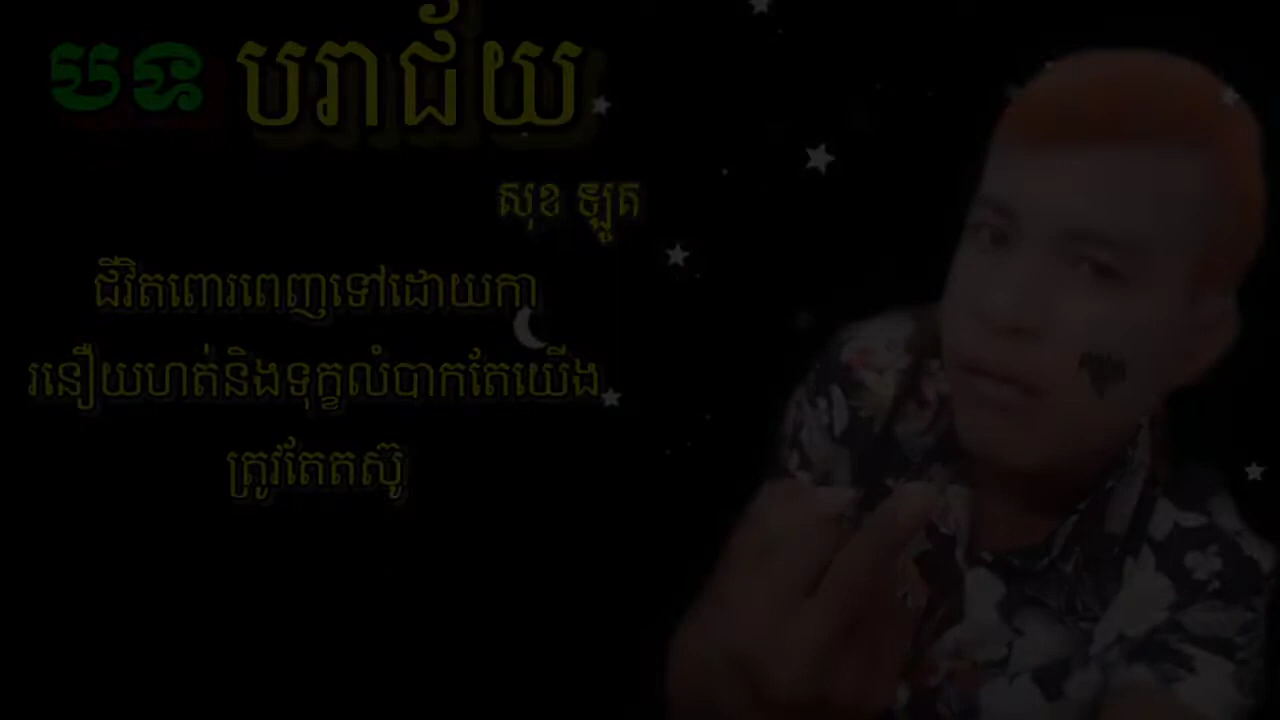 បទ បរាជ័យ
សុខ ឡូត
ជីវិតពោរពេញទៅដោយកា
រនឿយហត់និងទុក្ខលំបាកតែយើង
ត្រូវតែតស៊ូ